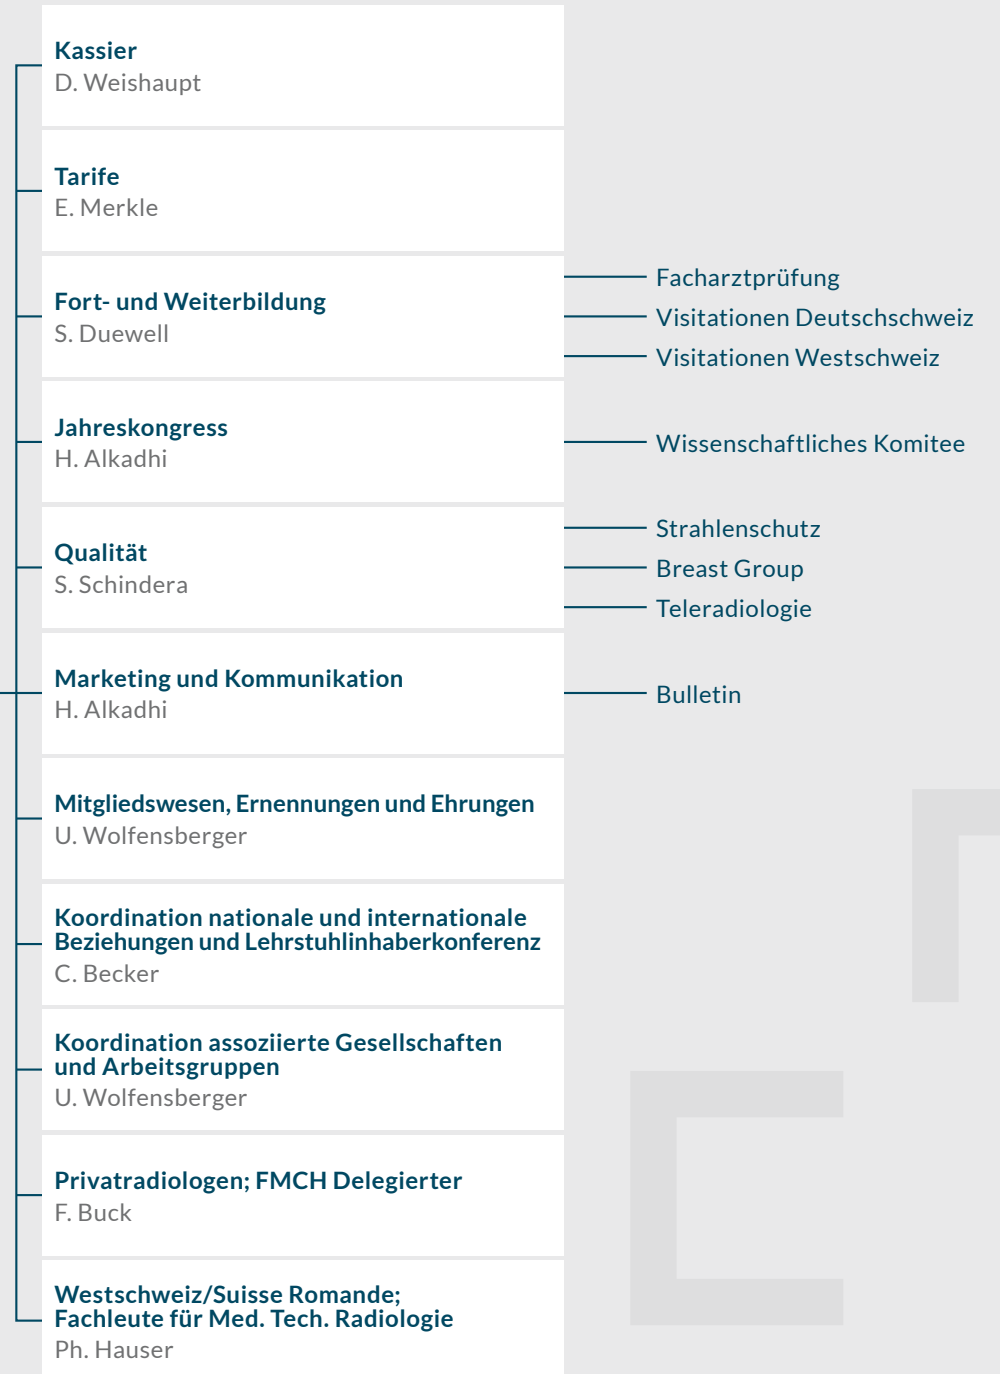 Kassier
D. Weishaupt
Tarife
E. Merkle
Fort- und Weiterbildung
S. Duewell
Facharztprüfung
Visitationen Deutschschweiz
Visitationen Westschweiz
Jahreskongress
H. Alkadhi
Wissenschaftliches Komitee
Qualität
S. Schindera
Strahlenschutz
Breast Group
Teleradiologie
Marketing und Kommunikation
H. Alkadhi
Bulletin
Mitgliedswesen, Ernennungen und Ehrungen
U. Wolfensberger
Koordination nationale und internationale
Beziehungen und Lehrstuhlinhaberkonferenz
C. Becker
Koordination assoziierte Gesellschaften
und Arbeitsgruppen
U. Wolfensberger
Privatradiologen; FMCH Delegierter
F. Buck
Westschweiz/Suisse Romande;
Fachleute für Med. Tech. Radiologie
Ph. Hauser